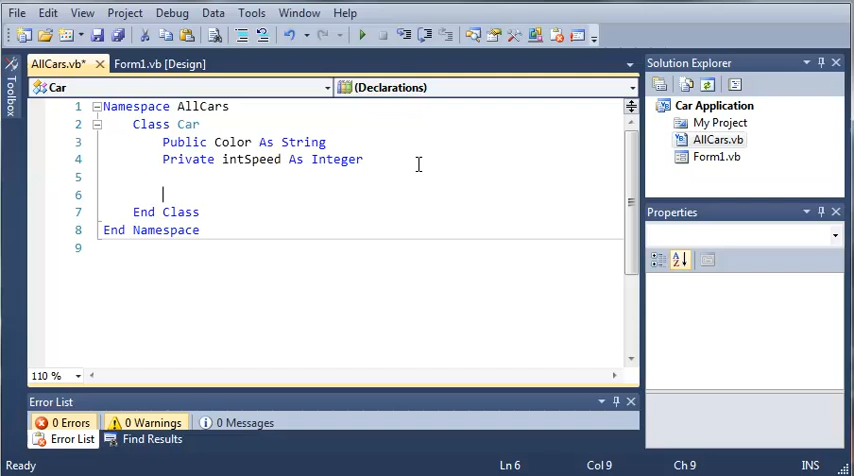 File Edit View Project Debug Data Tools Window Help
AllCars.vb* Form1.vb [Design]
Car (Declarations)
1 Namespace AllCars
2 Class Car
3 Public Color As String
4 Private intSpeed As Integer
5
6
7 End Class
8 End Namespace
9
110 %
Toolbox
Solution Explorer
Car Application
My Project
AllCars.vb
Form1.vb
Properties
Error List
0 Errors 0 Warnings 0 Messages
Error List Find Results
Ready Ln 6 Col 9 Ch 9 INS